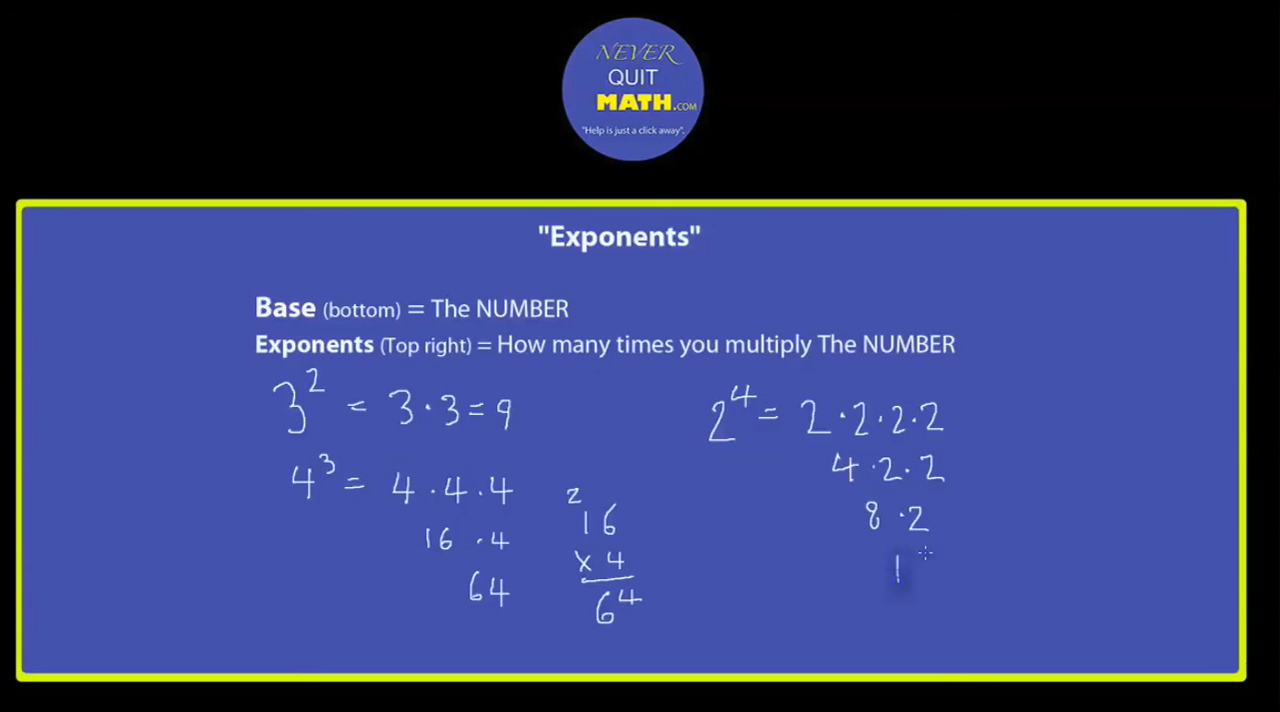 NEVER
QUIT
MATH.COM
"Help is just a click away".
"Exponents"
Base (bottom) = The NUMBER
Exponents (Top right) = How many times you multiply The NUMBER
3² = 3 · 3 = 9
4³ = 4 · 4 · 4
16 · 4
64
2
16
x 4
64
2⁴ = 2 · 2 · 2 · 2
4 · 2 · 2
8 · 2
1